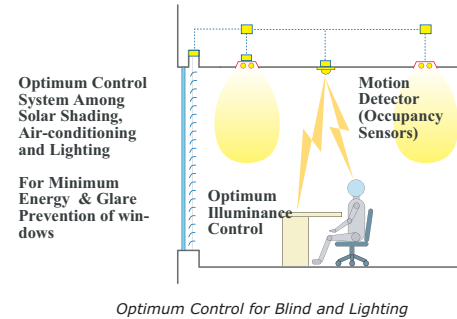 Optimum Control
System Among
Solar Shading,
Air-conditioning
and Lighting
For Minimum
Energy & Glare
Prevention of win-
dows
Motion
Detector
(Occupancy
Sensors)
Optimum
Illuminance
Control
Optimum Control for Blind and Lighting